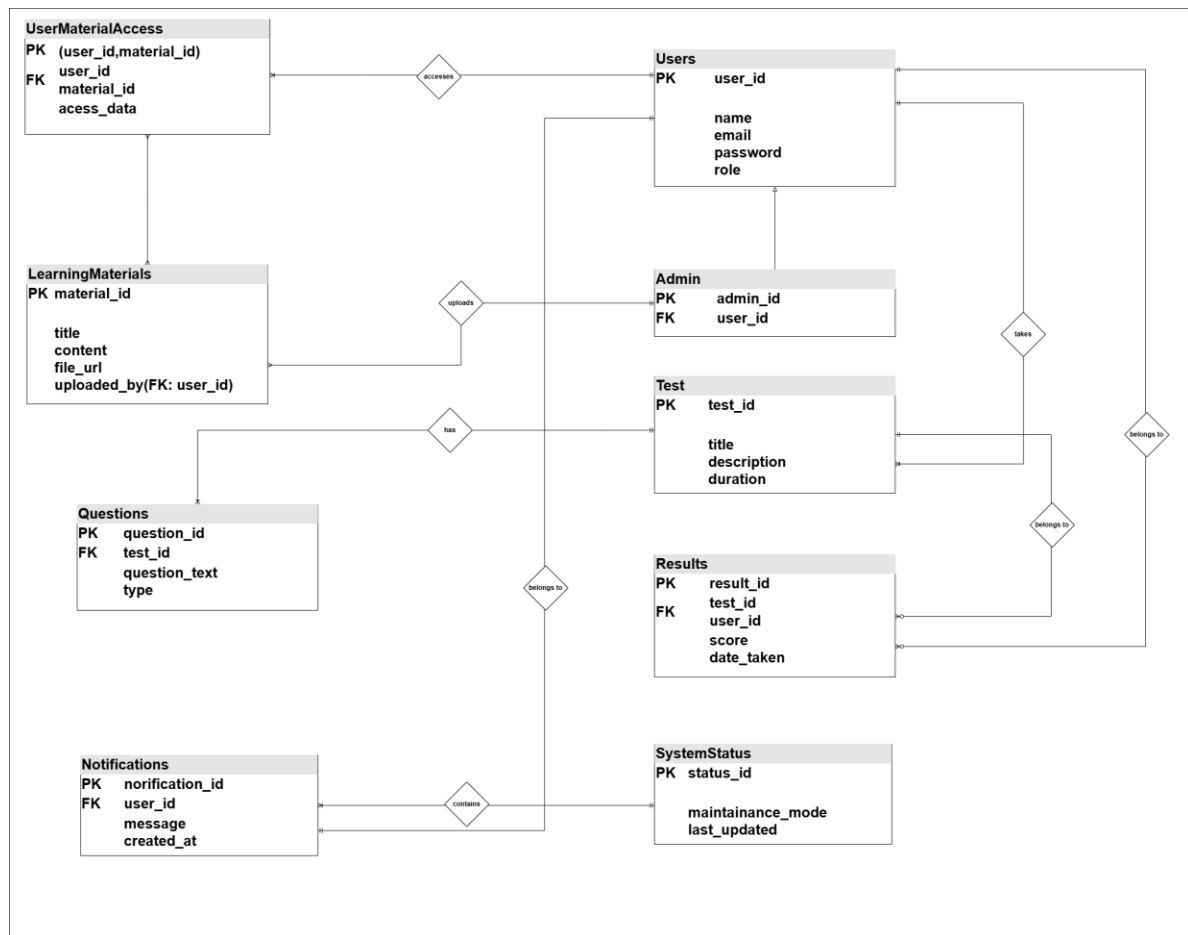 UserMaterialAccess
PK (user_id,material_id)
user_id
FK
material_id
acess_data
accesses
Users
PK user_id
name
email
password
role
LearningMaterials
PK material_id
title
content
file_url
uploaded_by(FK: user_id)
uploads
Admin
PK admin_id
FK user_id
takes
Test
PK test_id
title
description
duration
has
belongs to
Questions
PK question_id
FK test_id
question_text
type
belongs to
Results
PK result_id
test_id
FK
user_id
score
date_taken
belongs to
Notifications
PK norification_id
FK user_id
message
created_at
contains
SystemStatus
PK status_id
maintainance_mode
last_updated